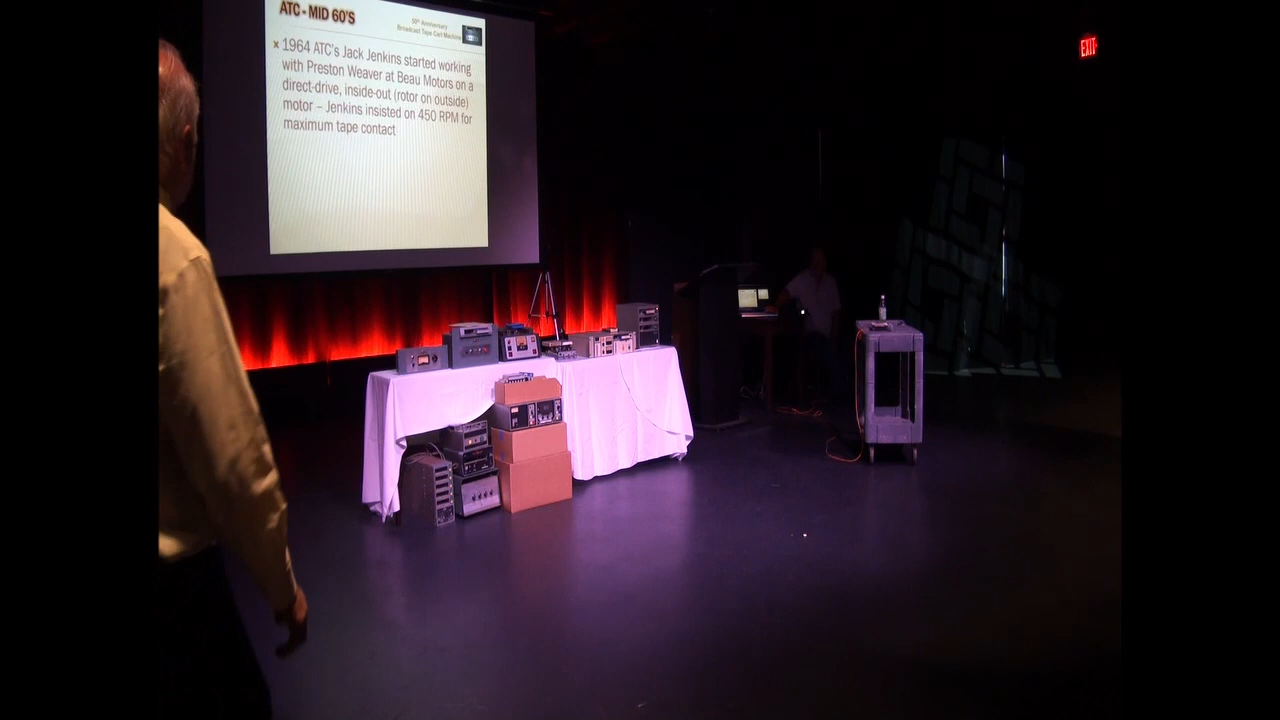 ATC - MID 60'S
50th Anniversary
Broadcast Tape Cart Machine
x 1964 ATC's Jack Jenkins started working
with Preston Weaver at Beau Motors on a
direct-drive, inside-out (rotor on outside)
motor – Jenkins insisted on 450 RPM for
maximum tape contact
EXIT